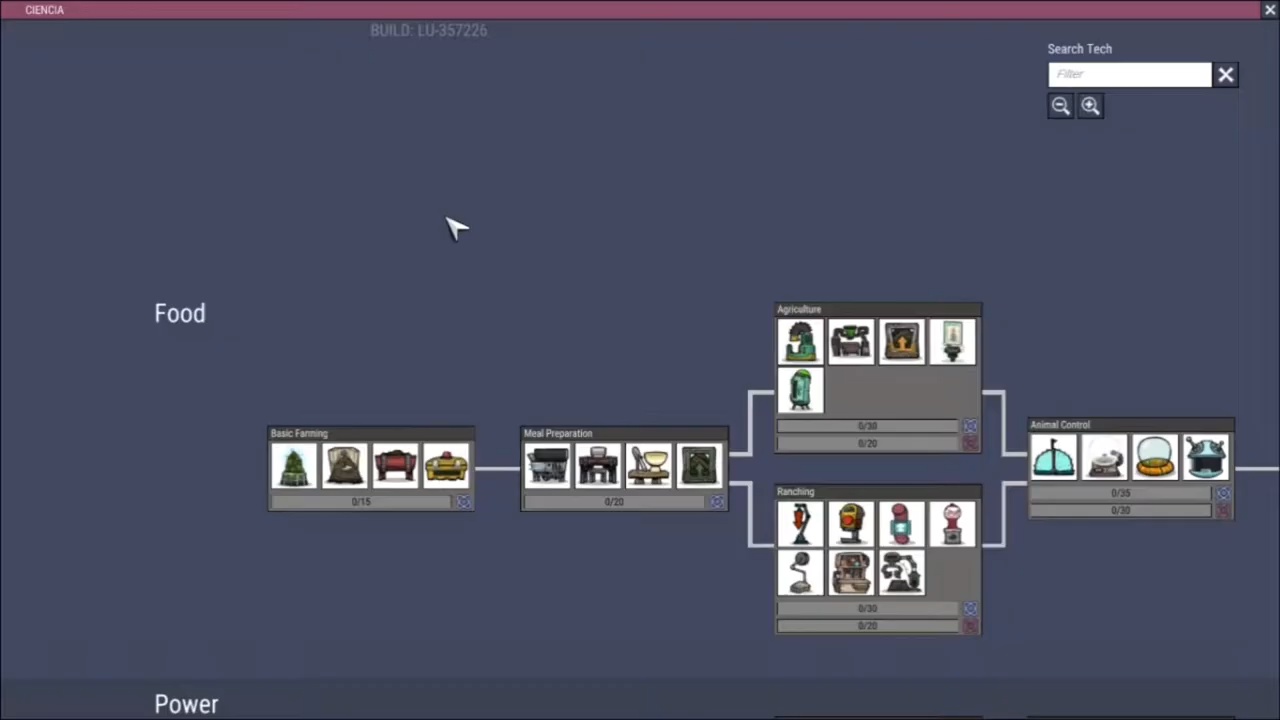 CIENCIA
BUILD: LU-357226
Search Tech
Filter
Food
Agriculture
0/30
0/20
Basic Farming
0/15
Meal Preparation
0/20
Animal Control
0/35
0/30
Ranching
0/30
0/20
Power